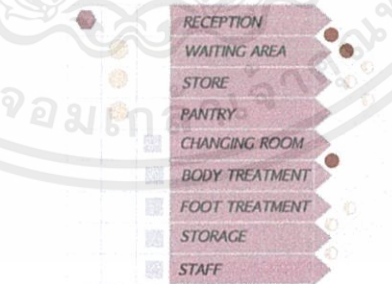 RECEPTION
WAITING AREA
STORE
PANTRY
CHANGING ROOM
BODY TREATMENT
FOOT TREATMENT
STORAGE
STAFF